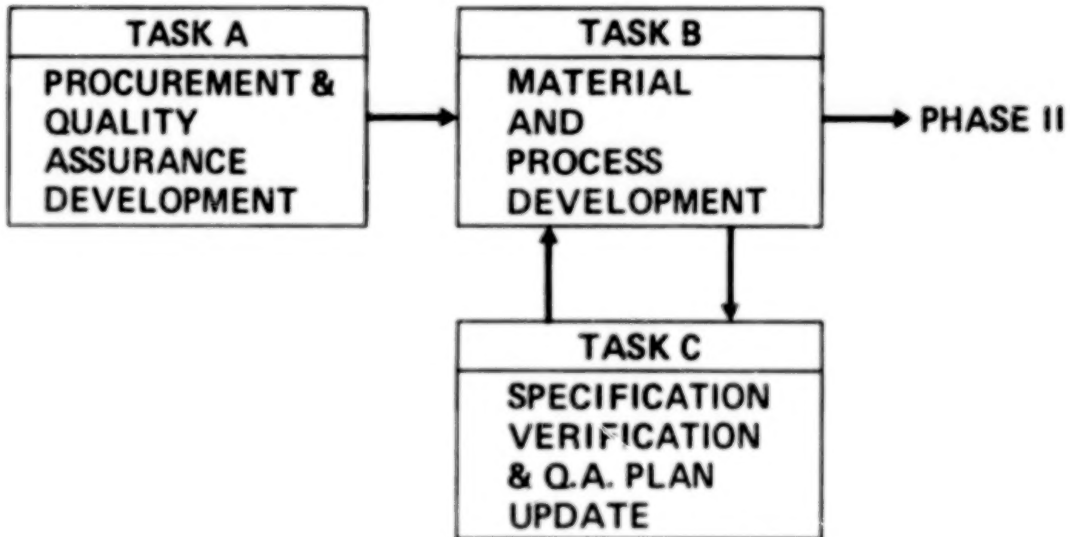 TASK A
PROCUREMENT &
QUALITY
ASSURANCE
DEVELOPMENT
TASK B
MATERIAL
AND
PROCESS
DEVELOPMENT
PHASE II
TASK C
SPECIFICATION
VERIFICATION
& Q.A. PLAN
UPDATE